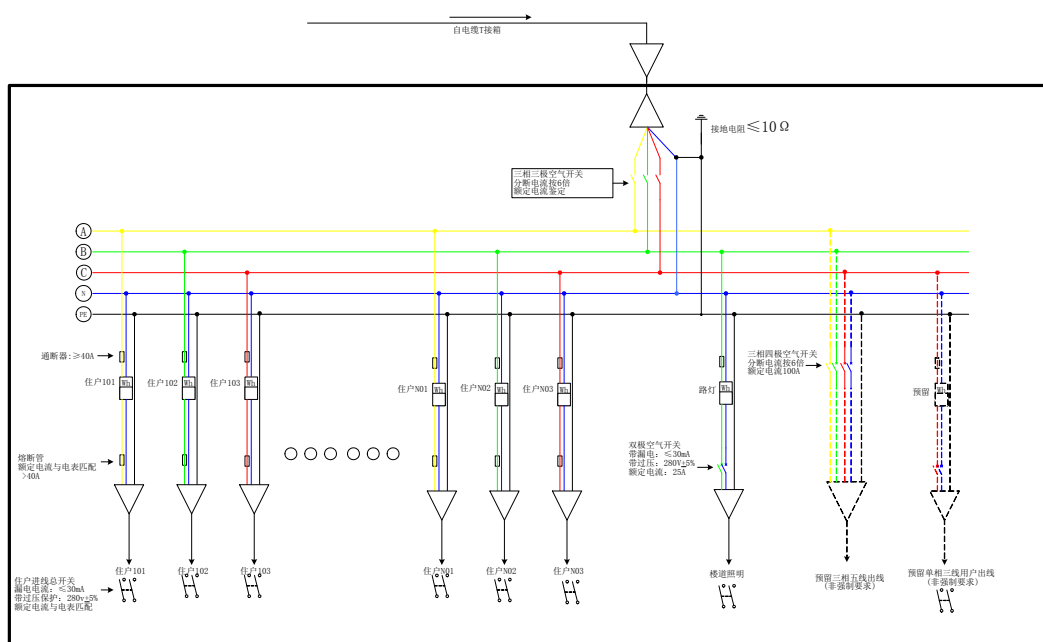 自电缆T接箱
接地电阻≤10Ω
三相三极空气开关
分断电流按6倍
额定电流鉴定
A
B
C
N
PE
通断器:≥40A
住户101
Wh
住户102
Wh
住户103
Wh
住户N01
Wh
住户N02
Wh
住户N03
Wh
路灯
Wh
三相四极空气开关
分断电流按6倍
额定电流100A
预留
Wh
熔断管
额定电流与电表匹配
>40A
双极空气开关
带漏电: ≤30mA
带过压: 280V±5%
额定电流: 25A
住户101
住户102
住户103
住户N01
住户N02
住户N03
楼道照明
预留三相五线出线
(非强制要求)
预留单相三线用户出线
(非强制要求)
住户进线总开关
漏电电流: ≤30mA
带过压保护: 280v±5%
额定电流与电表匹配